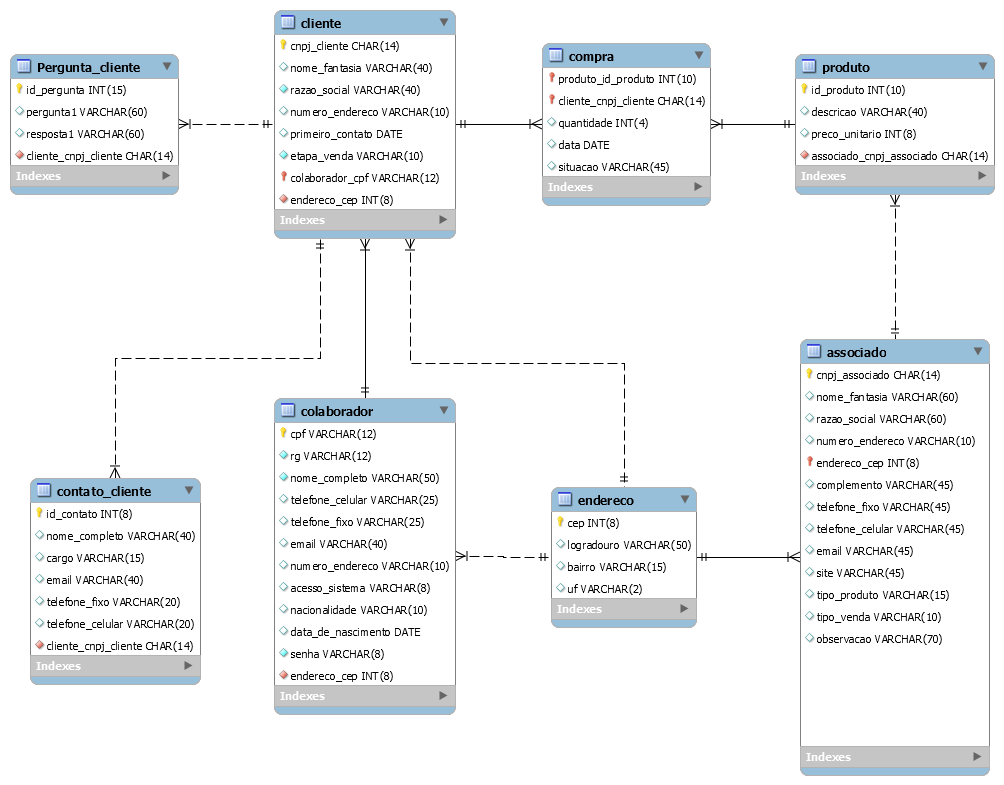 Pergunta_cliente
id_pergunta INT(15)
pergunta1 VARCHAR(60)
resposta1 VARCHAR(60)
cliente_cnpj_cliente CHAR(14)
Indexes
cliente
cnpj_cliente CHAR(14)
nome_fantasia VARCHAR(40)
razao_social VARCHAR(40)
numero_endereco VARCHAR(10)
primeiro_contato DATE
etapa_venda VARCHAR(10)
colaborador_cpf VARCHAR(12)
endereco_cep INT(8)
Indexes
compra
produto_id_produto INT(10)
cliente_cnpj_cliente CHAR(14)
quantidade INT(4)
data DATE
situacao VARCHAR(45)
Indexes
produto
id_produto INT(10)
descricao VARCHAR(40)
preco_unitario INT(8)
associado_cnpj_associado CHAR(14)
Indexes
contato_cliente
id_contato INT(8)
nome_completo VARCHAR(40)
cargo VARCHAR(15)
email VARCHAR(40)
telefone_fixo VARCHAR(20)
telefone_celular VARCHAR(20)
cliente_cnpj_cliente CHAR(14)
Indexes
colaborador
cpf VARCHAR(12)
rg VARCHAR(12)
nome_completo VARCHAR(50)
telefone_celular VARCHAR(25)
telefone_fixo VARCHAR(25)
email VARCHAR(40)
numero_endereco VARCHAR(10)
acesso_sistema VARCHAR(8)
nacionalidade VARCHAR(10)
data_de_nascimento DATE
senha VARCHAR(8)
endereco_cep INT(8)
Indexes
endereco
cep INT(8)
logradouro VARCHAR(50)
bairro VARCHAR(15)
uf VARCHAR(2)
Indexes
associado
cnpj_associado CHAR(14)
nome_fantasia VARCHAR(60)
razao_social VARCHAR(60)
numero_endereco VARCHAR(10)
endereco_cep INT(8)
complemento VARCHAR(45)
telefone_fixo VARCHAR(45)
telefone_celular VARCHAR(45)
email VARCHAR(45)
site VARCHAR(45)
tipo_produto VARCHAR(15)
tipo_venda VARCHAR(10)
observacao VARCHAR(70)
Indexes